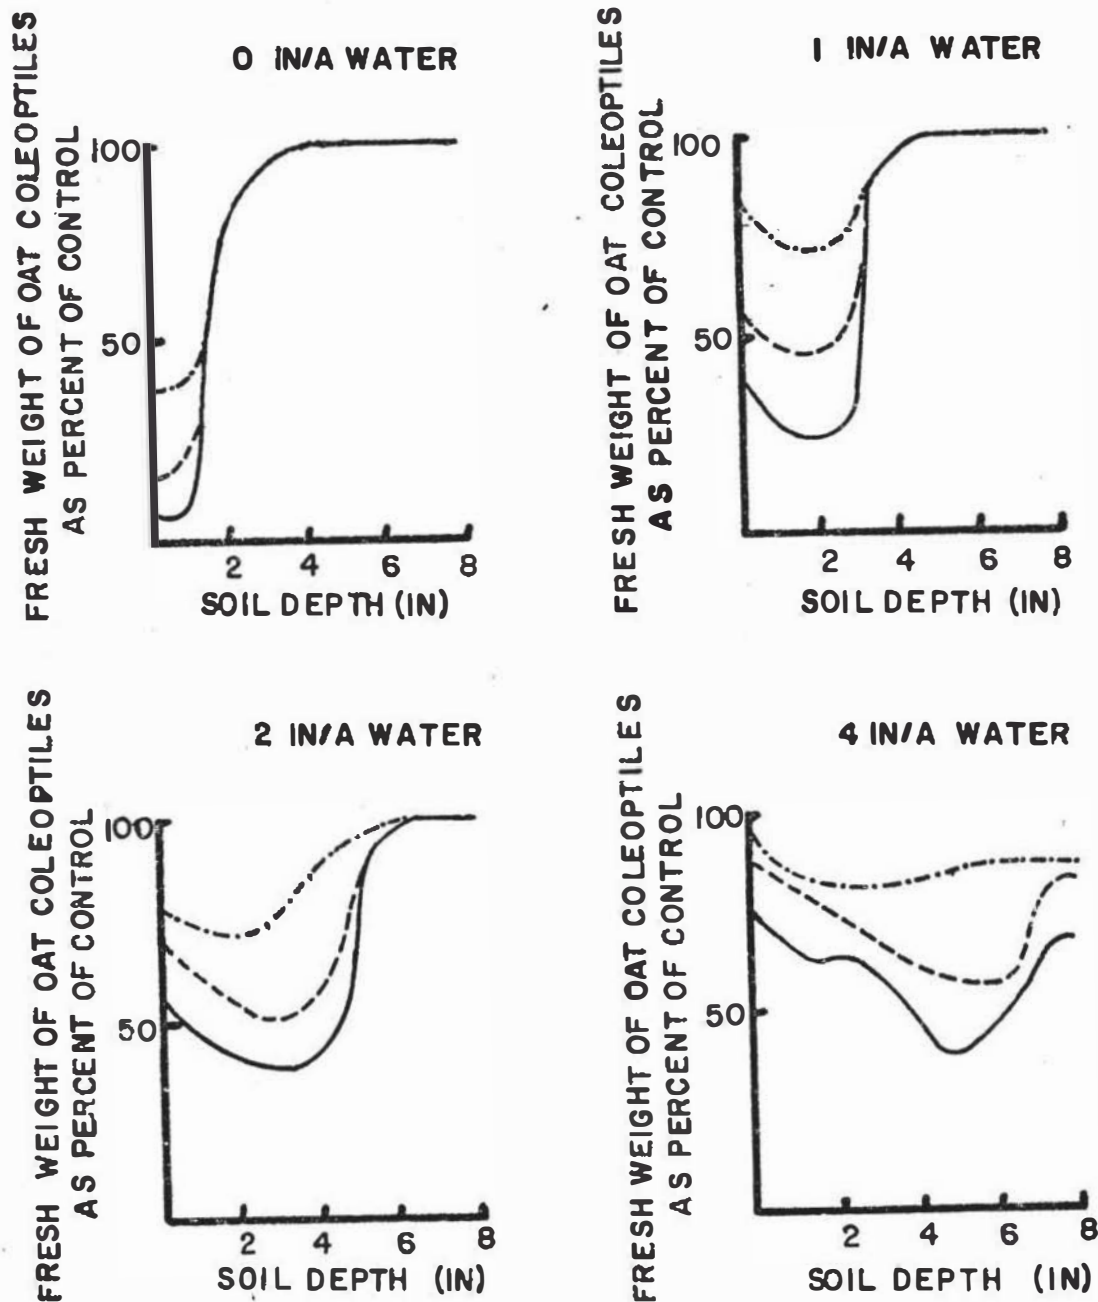 0 IN/A WATER
FRESH WEIGHT OF OAT COLEOPTILES
AS PERCENT OF CONTROL
100
50
2 4 6 8
SOIL DEPTH (IN)
1 IN/A WATER
FRESH WEIGHT OF OAT COLEOPTILES
AS PERCENT OF CONTROL
100
50
2 4 6 8
SOIL DEPTH (IN)
2 IN/A WATER
FRESH WEIGHT OF OAT COLEOPTILES
AS PERCENT OF CONTROL
100
50
2 4 6 8
SOIL DEPTH (IN)
4 IN/A WATER
FRESH WEIGHT OF OAT COLEOPTILES
AS PERCENT OF CONTROL
100
50
2 4 6 8
SOIL DEPTH (IN)